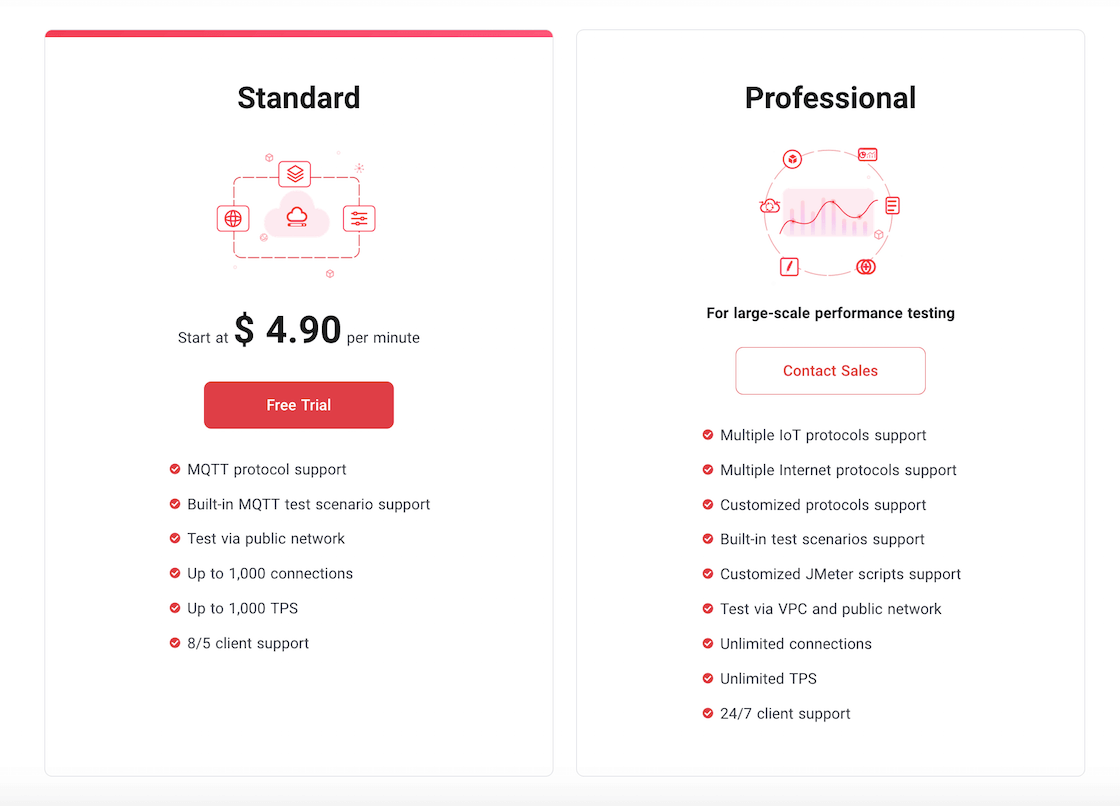 Standard
Start at $ 4.90 per minute
Free Trial
MQTT protocol support
Built-in MQTT test scenario support
Test via public network
Up to 1,000 connections
Up to 1,000 TPS
8/5 client support
Professional
For large-scale performance testing
Contact Sales
Multiple IoT protocols support
Multiple Internet protocols support
Customized protocols support
Built-in test scenarios support
Customized JMeter scripts support
Test via VPC and public network
Unlimited connections
Unlimited TPS
24/7 client support